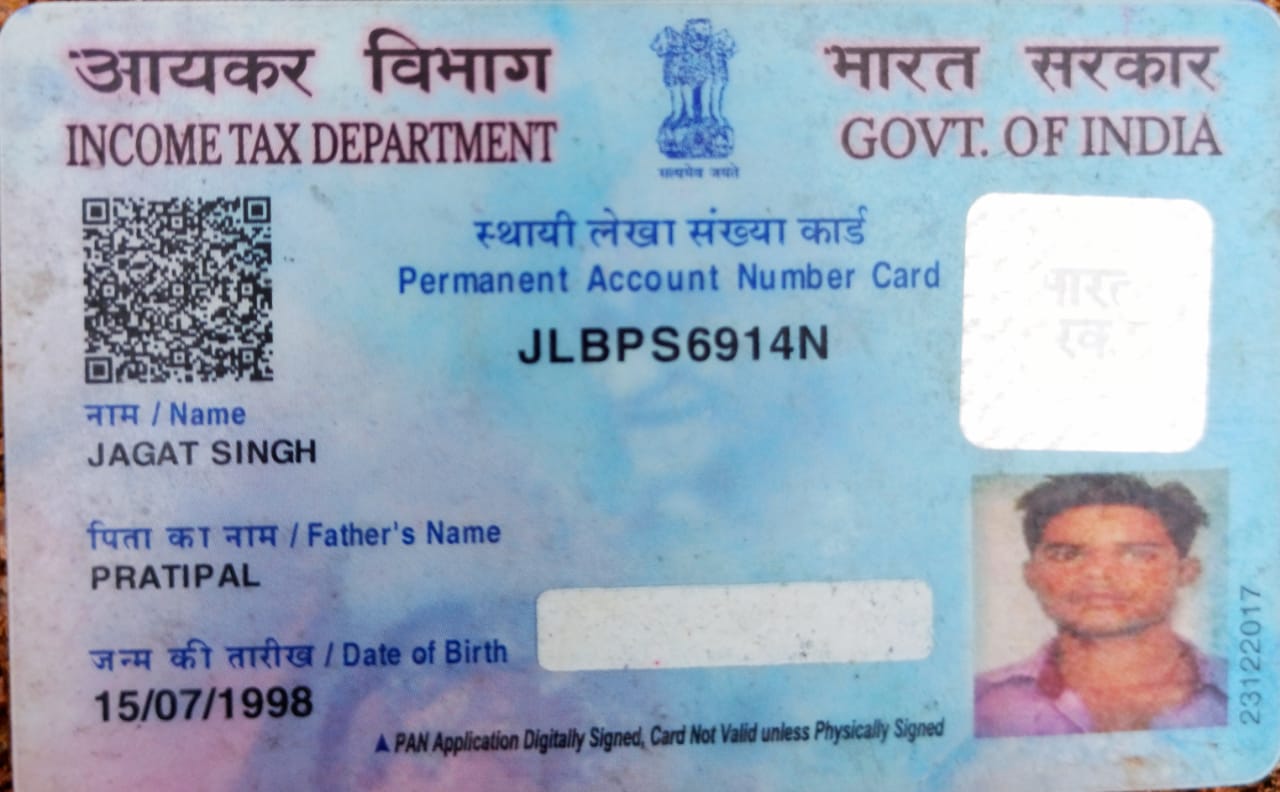 आयकर विभाग
INCOME TAX DEPARTMENT
सत्यमेव जयते
भारत सरकार
GOVT. OF INDIA
स्थायी लेखा संख्या कार्ड
Permanent Account Number Card
JLBPS6914N
नाम / Name
JAGAT SINGH
पिता का नाम / Father's Name
PRATIPAL
जन्म की तारीख / Date of Birth
15/07/1998
PAN Application Digitally Signed, Card Not Valid unless Physically Signed
23122017